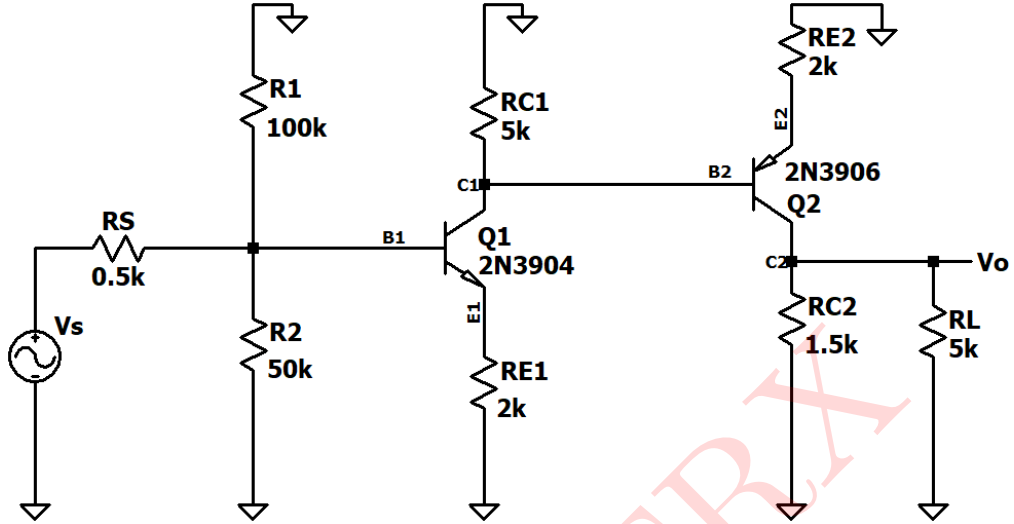 R1
100k
RC1
5k
RE2
2k
E2
C1
B2
2N3906
Q2
RS
0.5k
B1
Q1
2N3904
E1
C2
Vo
Vs
+
-
R2
50k
RE1
2k
RC2
1.5k
RL
5k